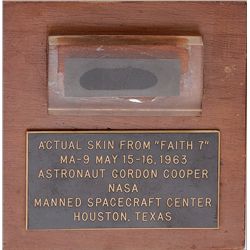 ACTUAL SKIN FROM "FAITH 7"
MA-9 MAY 15-16, 1963
ASTRONAUT GORDON COOPER
NASA
MANNED SPACECRAFT CENTER
HOUSTON, TEXAS